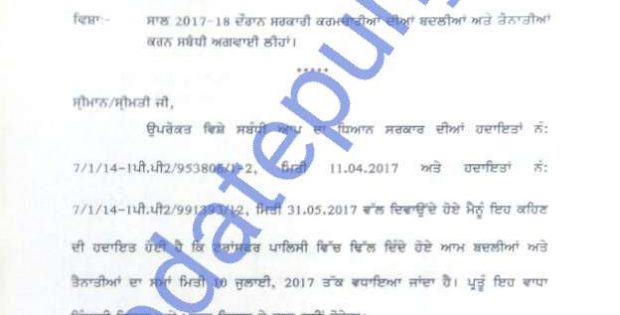 ਵਿਸ਼ਾ:- ਸਾਲ 2017-18 ਦੌਰਾਨ ਸਰਕਾਰੀ ਕਰਮਚਾਰੀਆਂ ਦੀਆਂ ਬਦਲੀਆਂ ਅਤੇ ਤੈਨਾਤੀਆਂ
ਕਰਨ ਸਬੰਧੀ ਅਗਵਾਈ ਲੀਹਾਂ।
*****
ਸ੍ਰੀਮਾਨ/ਸ੍ਰੀਮਤੀ ਜੀ,
ਉਪਰੋਕਤ ਵਿਸ਼ੇ ਸਬੰਧੀ ਆਪ ਦਾ ਧਿਆਨ ਸਰਕਾਰ ਦੀਆਂ ਹਦਾਇਤਾਂ ਨੰ:
7/1/14-1ਪੀ.ਪੀ2/953806/1-2, ਮਿਤੀ 11.04.2017 ਅਤੇ ਹਦਾਇਤਾਂ ਨੰ:
7/1/14-1ਪੀ.ਪੀ2/991393/1-2, ਮਿਤੀ 31.05.2017 ਵੱਲ ਦਿਵਾਉਂਦੇ ਹੋਏ ਮੈਨੂੰ ਇਹ ਕਹਿਣ
ਦੀ ਹਦਾਇਤ ਹੋਈ ਹੈ ਕਿ ਟਰਾਂਸਫਰ ਪਾਲਿਸੀ ਵਿੱਚ ਢਿੱਲ ਦਿੰਦੇ ਹੋਏ ਆਮ ਬਦਲੀਆਂ ਅਤੇ
ਤੈਨਾਤੀਆਂ ਦਾ ਸਮਾਂ ਮਿਤੀ 10 ਜੁਲਾਈ, 2017 ਤੱਕ ਵਧਾਇਆ ਜਾਂਦਾ ਹੈ। ਪ੍ਰੰਤੂ ਇਹ ਵਾਧਾ